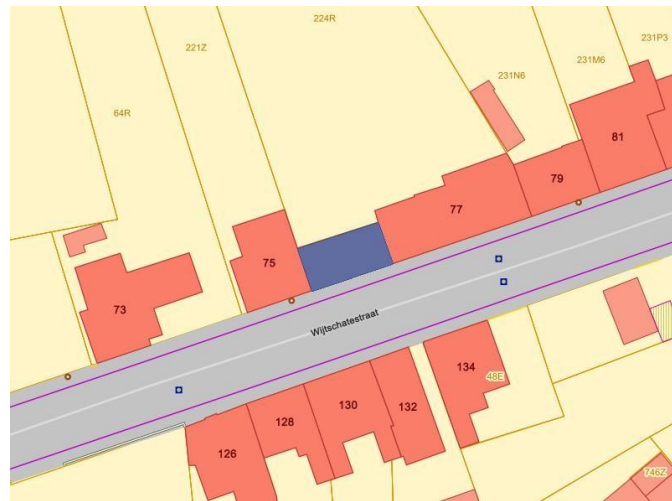 224R
231P3
221Z
231M6
231N6
64R
81
79
77
75
73
Wijtschatestraat
134
48E
130
132
128
126
746Z